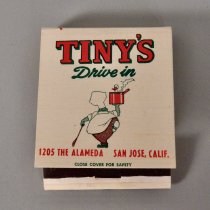 TINY'S
Drive in
1205 THE ALAMEDA SAN JOSE, CALIF.
CLOSE COVER FOR SAFETY